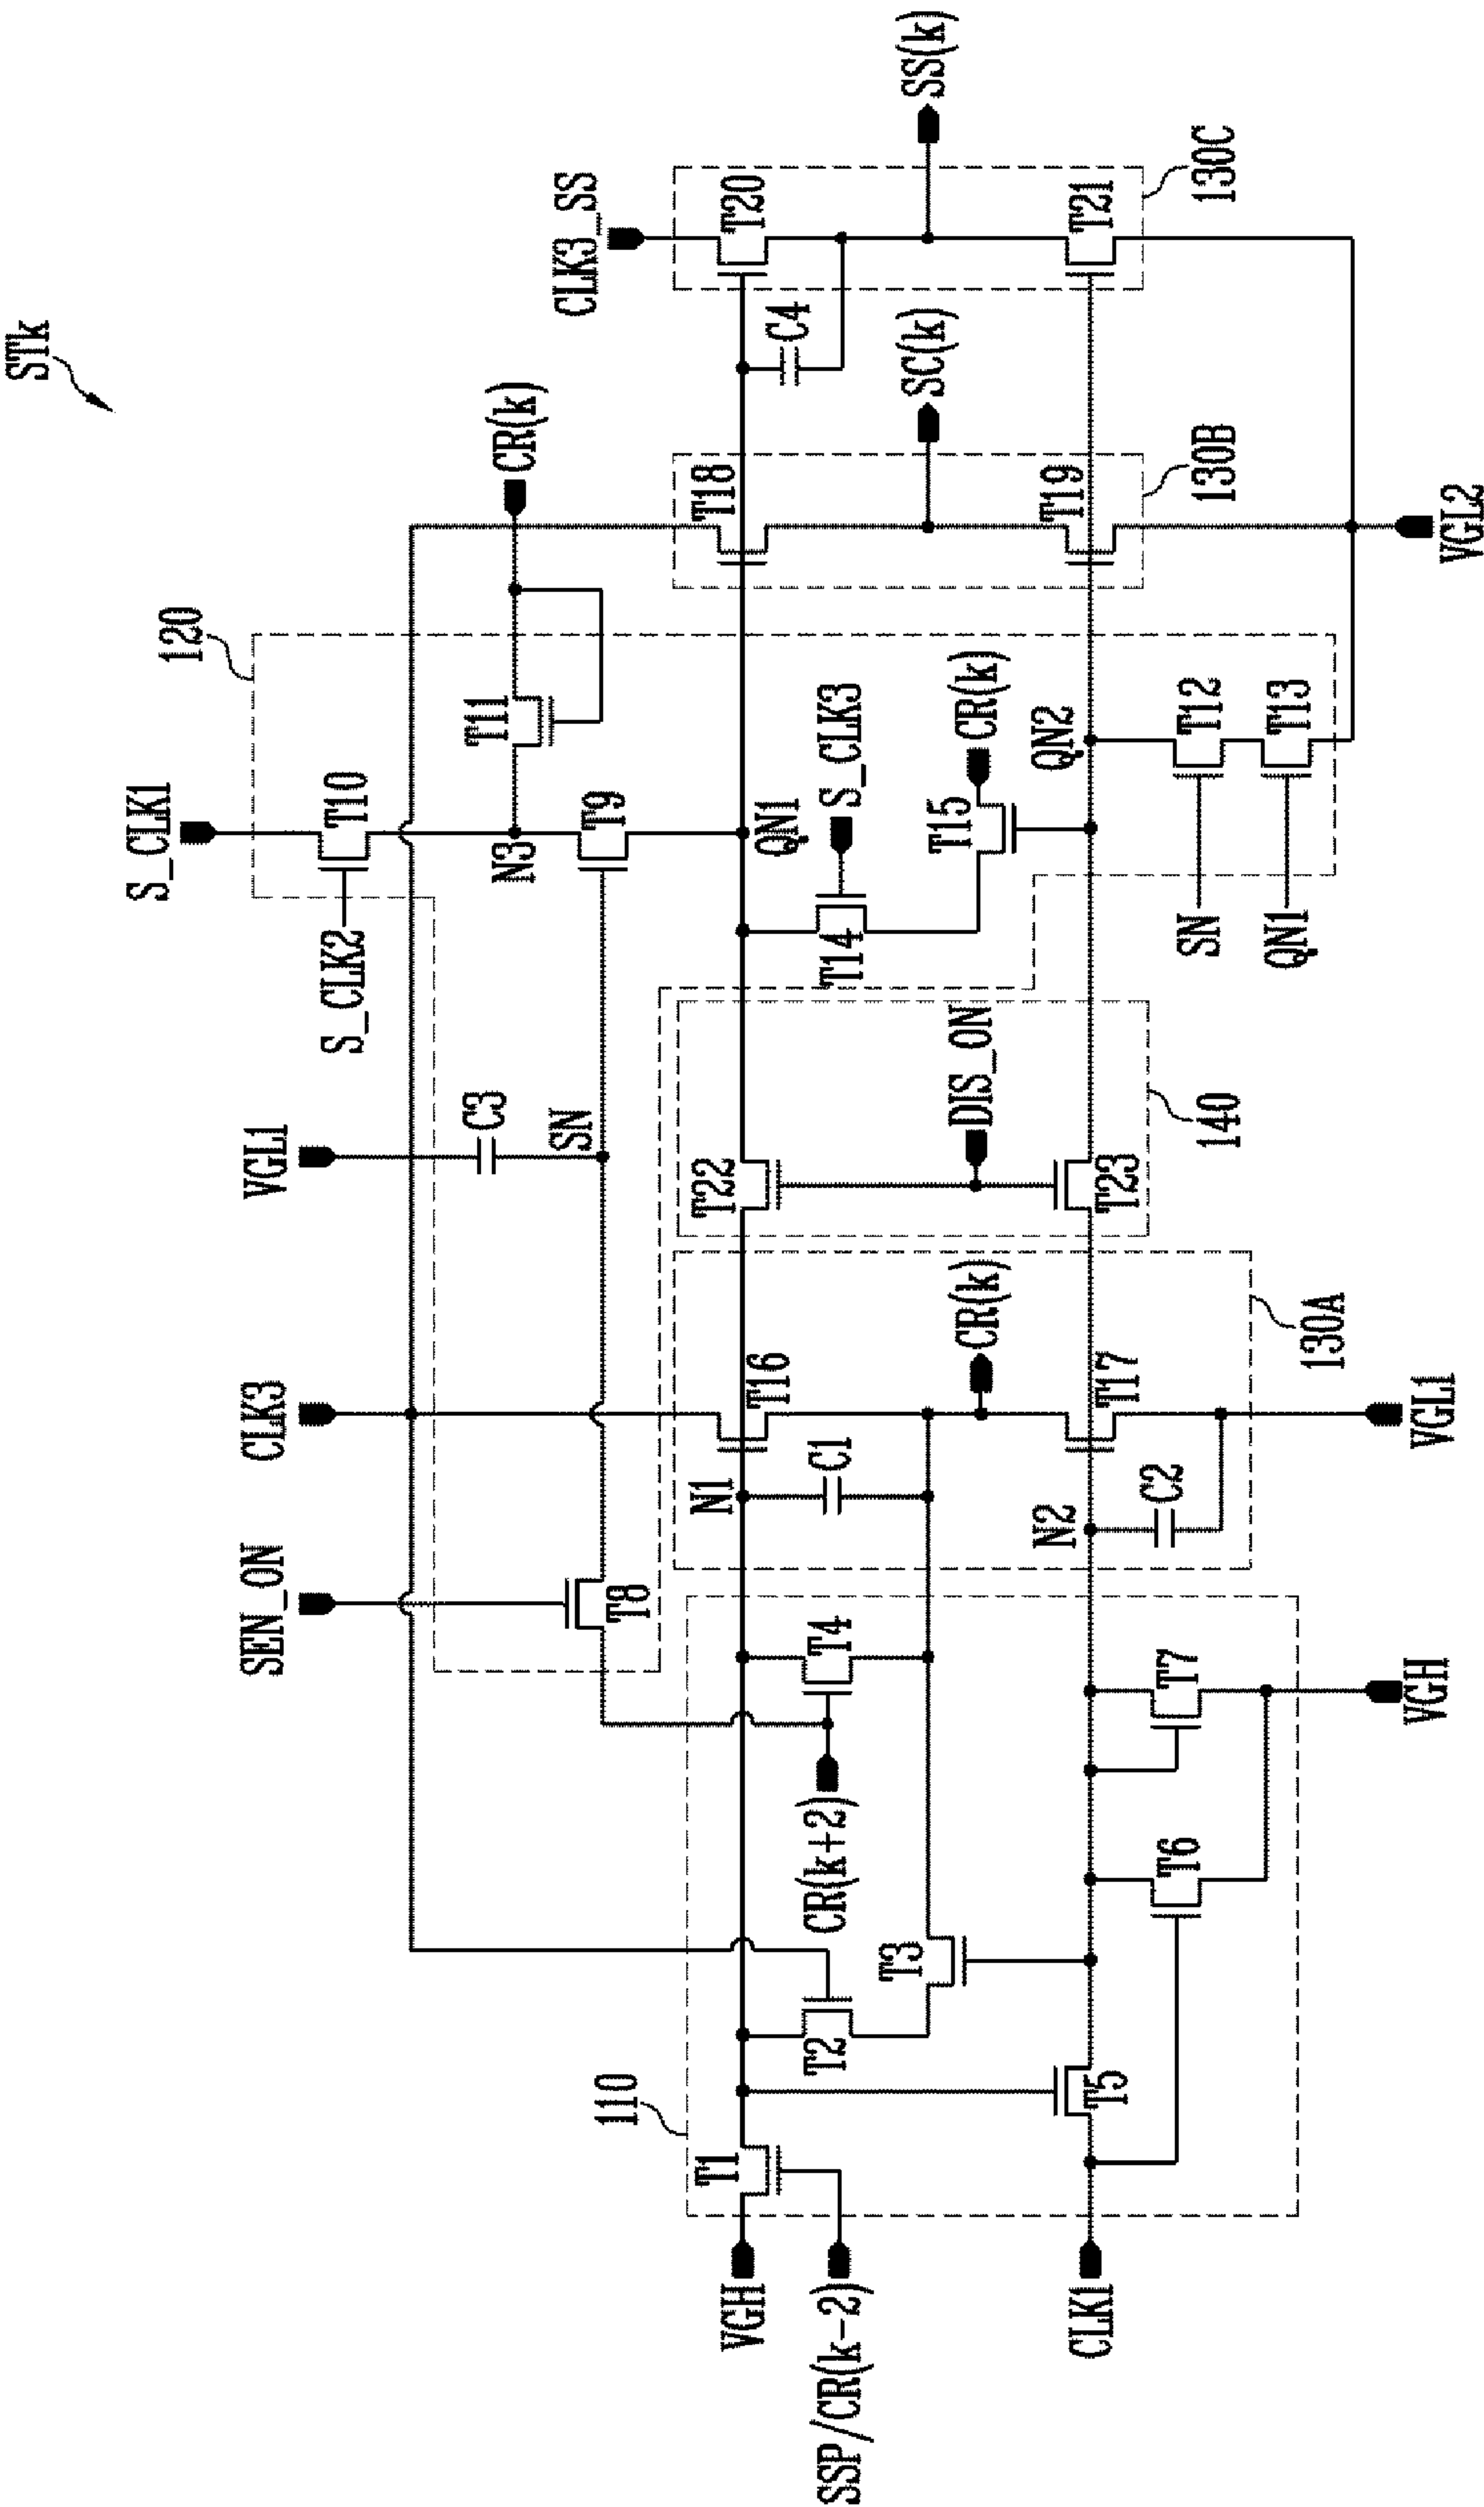 STk
S_CLK1
120
S_CLK2
T10
CR(k)
T11
N3
T9
CLK3_SS
VGL1
C3
SN
CLK3
SEN_ON
T8
110
VGH
T1
SSP/CR(k-2)
T2
CR(k+2)
T4
T3
N1
C1
T16
CR(k)
T22
DIS_ON
QN1
T14
S_CLK3
T15
CR(k)
T18
SC(k)
C4
T20
SS(k)
CLK1
T5
T6
T7
VGH
N2
C2
T17
VGL1
130A
T23
140
QN2
SN
T12
QN1
T13
T19
130B
T21
130C
VGL2